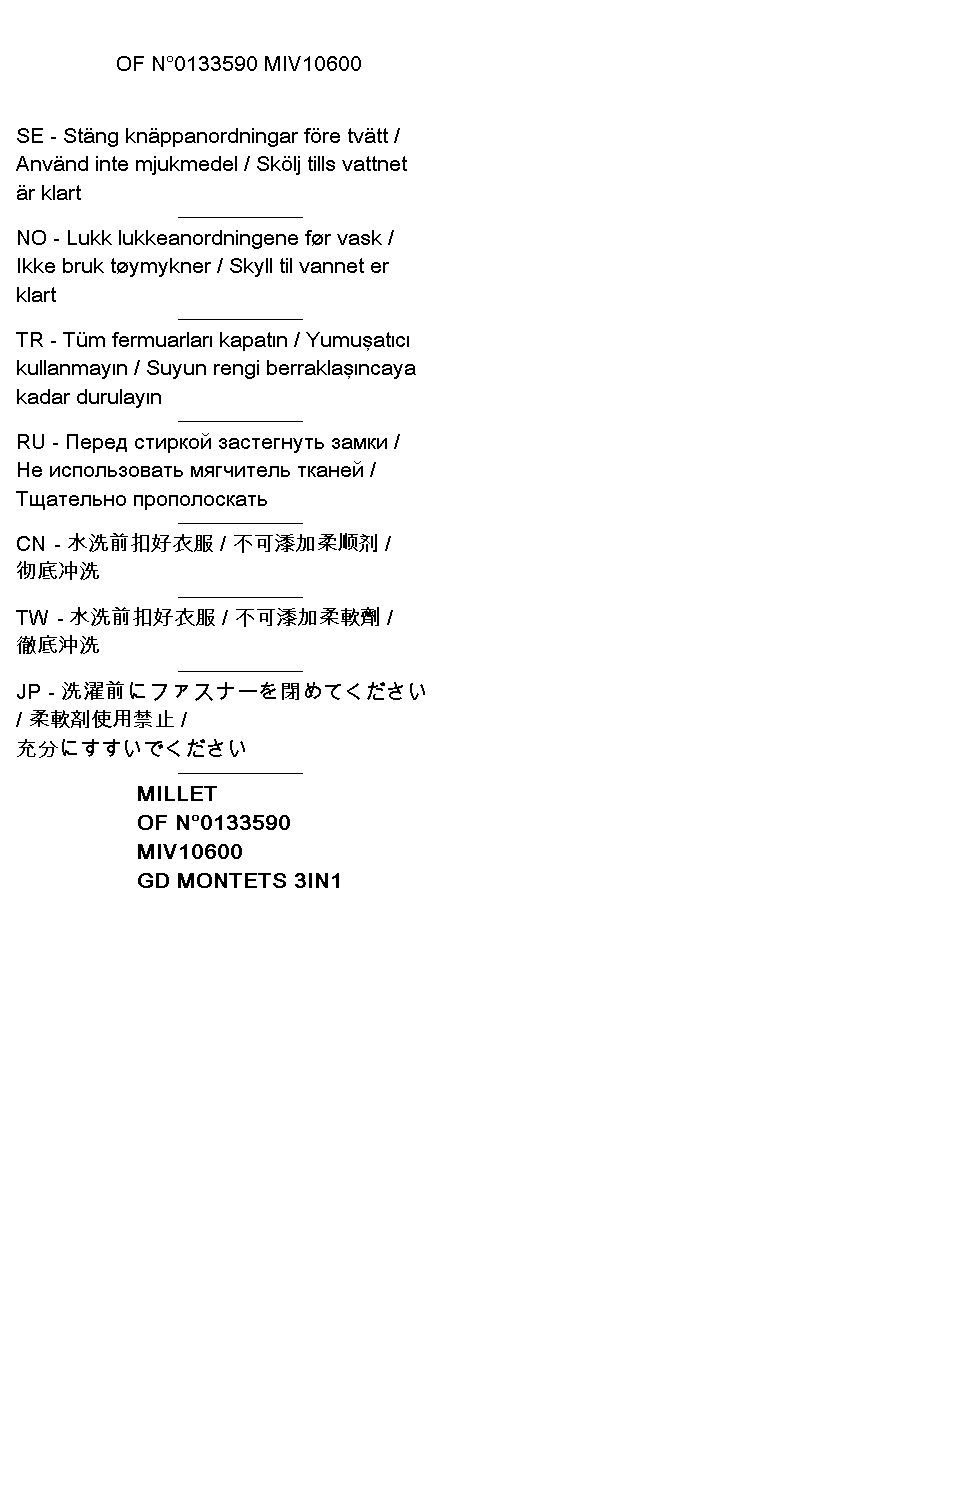 OF N°0133590 MIV10600
SE - Stäng knäppanordningar före tvätt /
Använd inte mjukmedel / Skölj tills vattnet
är klart
NO - Lukk lukkeanordningene før vask /
Ikke bruk tøymykner / Skyll til vannet er
klart
TR - Tüm fermuarları kapatın / Yumuşatıcı
kullanmayın / Suyun rengi berraklaşıncaya
kadar durulayın
RU - Перед стиркой застегнуть замки /
Не использовать мягчитель тканей /
Тщательно прополоскать
CN - 水洗前扣好衣服 / 不可添加柔顺剂 /
彻底冲洗
TW - 水洗前扣好衣服 / 不可添加柔軟劑 /
徹底沖洗
JP - 洗濯前にファスナーを閉めてください
/ 柔軟剤使用禁止 /
充分にすすいでください
MILLET
OF N°0133590
MIV10600
GD MONTETS 3IN1